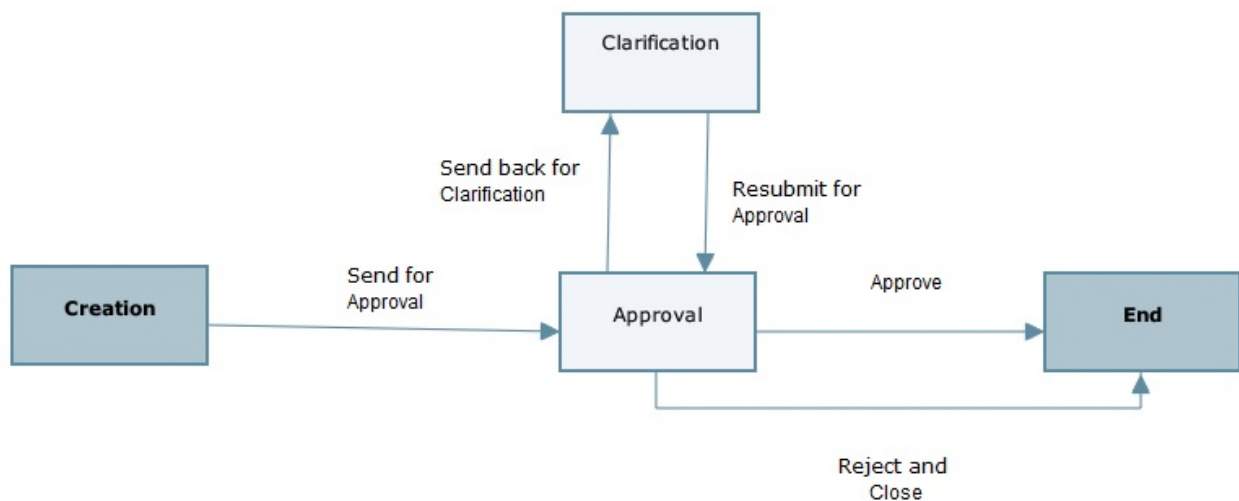 Clarification
Send back for
Clarification
Resubmit for
Approval
Send for
Approval
Creation
Approval
Approve
End
Reject and
Close